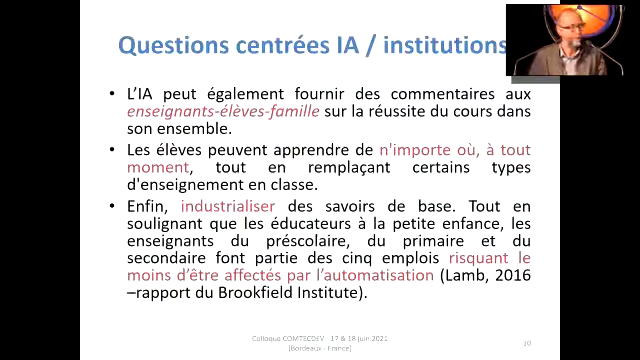 Questions centrées IA / institutions
• L'IA peut également fournir des commentaires aux
enseignants-élèves-famille sur la réussite du cours dans
son ensemble.
• Les élèves peuvent apprendre de n'importe où, à tout
moment, tout en remplaçant certains types
d'enseignement en classe.
• Enfin, industrialiser des savoirs de base. Tout en
soulignant que les éducateurs à la petite enfance, les
enseignants du préscolaire, du primaire et du
secondaire font partie des cinq emplois risquant le
moins d'être affectés par l'automatisation (Lamb, 2016
–rapport du Brookfield Institute).
Colloque COMTECDEV - 17 & 18 juin 2021
[Bordeaux - France]
10